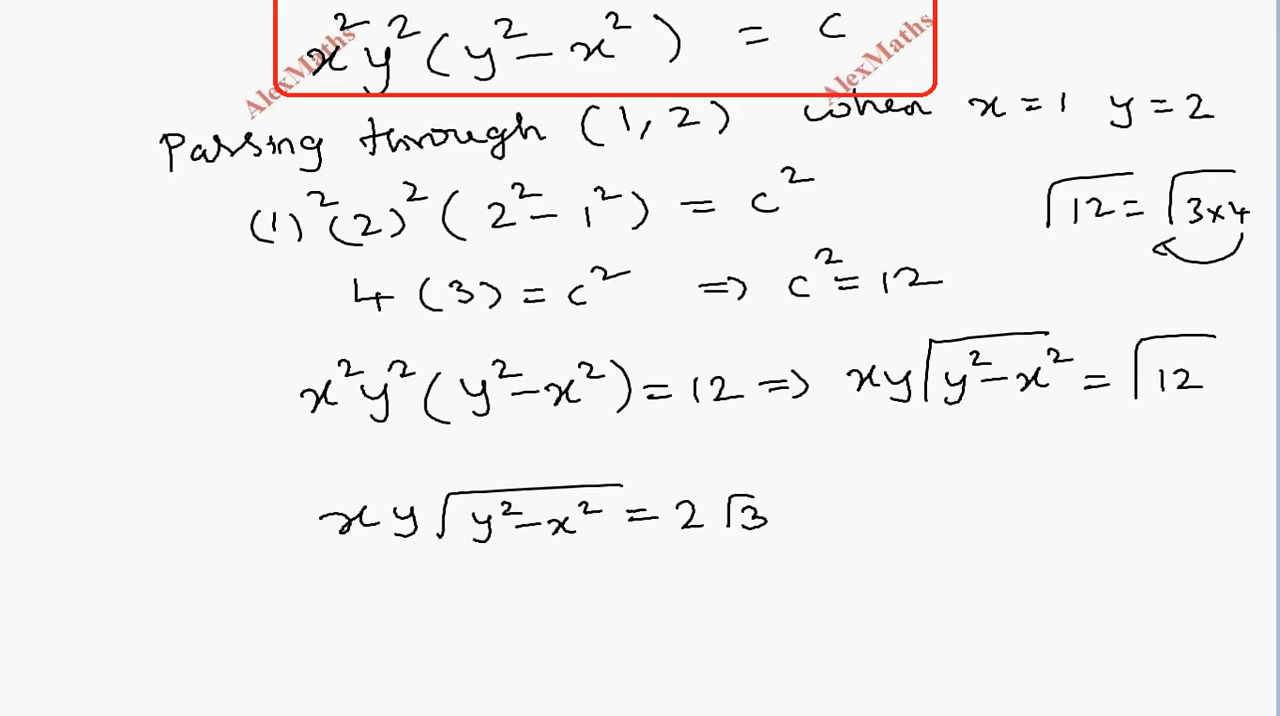 x²y²(y²-x²) = c
AlexMaths AlexMaths
Passing through (1,2) when x=1 y=2
(1)²(2)²(2²-1²) = c² √12 = √3×4
4(3) = c² ⇒ c² = 12
x²y²(y²-x²) = 12 ⇒ xy√(y²-x²) = √12
xy√(y²-x²) = 2√3